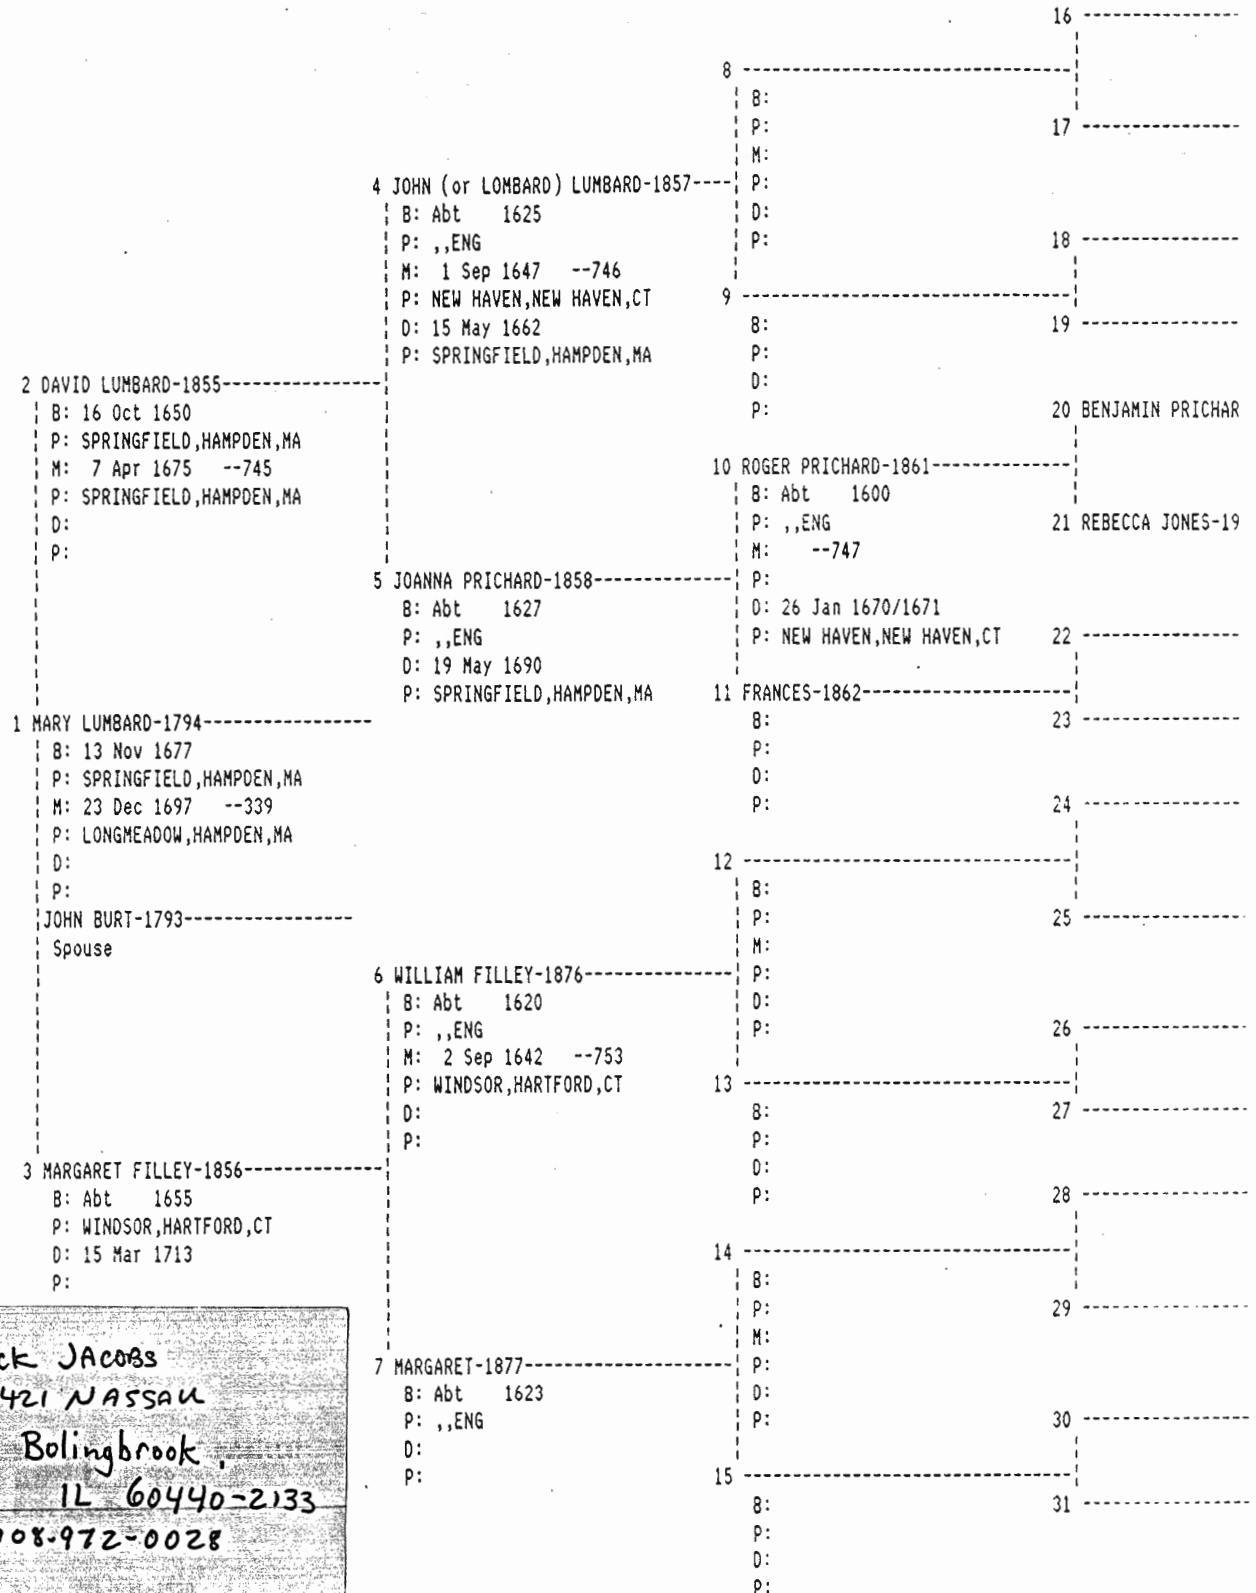 16
8
B:
P:
17
M:
4 JOHN (or LOMBARD) LUMBARD-1857
P:
B: Abt 1625
D:
P: ,,ENG
P:
18
M: 1 Sep 1647 --746
P: NEW HAVEN,NEW HAVEN,CT
9
D: 15 May 1662
B:
19
P: SPRINGFIELD,HAMPDEN,MA
P:
2 DAVID LUMBARD-1855
D:
B: 16 Oct 1650
P:
20 BENJAMIN PRICHAR
P: SPRINGFIELD,HAMPDEN,MA
M: 7 Apr 1675 --745
10 ROGER PRICHARD-1861
P: SPRINGFIELD,HAMPDEN,MA
B: Abt 1600
D:
P: ,,ENG
21 REBECCA JONES-19
P:
M: --747
5 JOANNA PRICHARD-1858
P:
B: Abt 1627
D: 26 Jan 1670/1671
P: ,,ENG
P: NEW HAVEN,NEW HAVEN,CT
22
D: 19 May 1690
P: SPRINGFIELD,HAMPDEN,MA
11 FRANCES-1862
1 MARY LUMBARD-1794
B:
23
B: 13 Nov 1677
P:
P: SPRINGFIELD,HAMPDEN,MA
D:
M: 23 Dec 1697 --339
P:
24
P: LONGMEADOW,HAMPDEN,MA
D:
12
P:
B:
JOHN BURT-1793
P:
25
Spouse
M:
6 WILLIAM FILLEY-1876
P:
B: Abt 1620
D:
P: ,,ENG
P:
26
M: 2 Sep 1642 --753
P: WINDSOR,HARTFORD,CT
13
D:
B:
27
P:
P:
3 MARGARET FILLEY-1856
D:
B: Abt 1655
P:
28
P: WINDSOR,HARTFORD,CT
D: 15 Mar 1713
14
P:
B:
P:
29
M:
7 MARGARET-1877
P:
B: Abt 1623
D:
P: ,,ENG
P:
30
D:
P:
15
B:
31
P:
D:
P:
JACOBS
421 NASSAU
Bolingbrook,
IL 60440-2133
08-972-0028